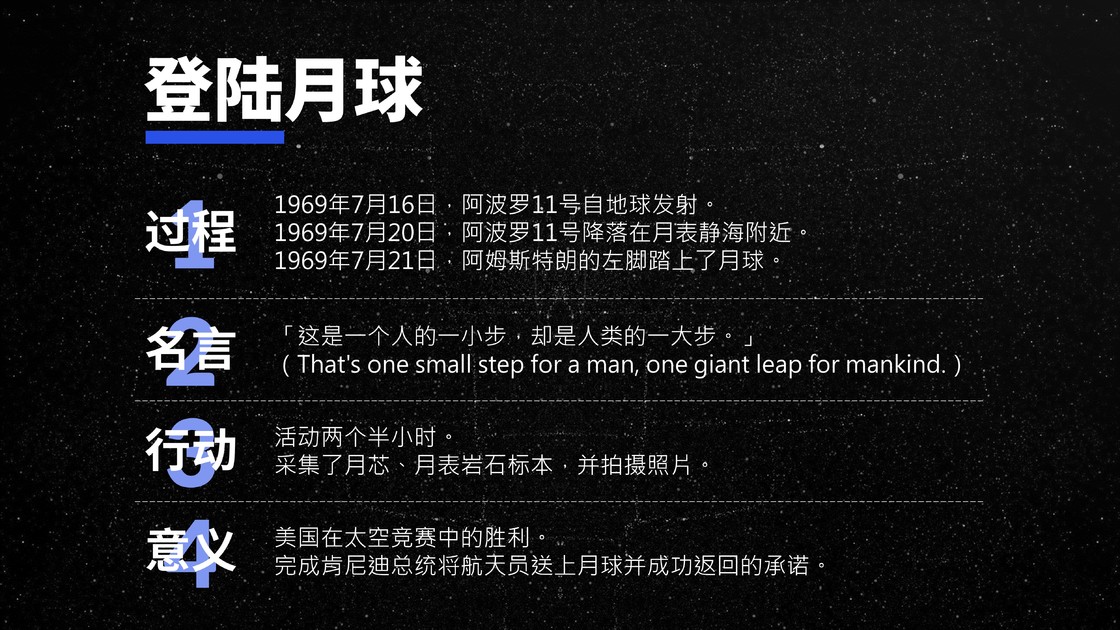 登陆月球
1
过程
1969年7月16日，阿波罗11号自地球发射。
1969年7月20日，阿波罗11号降落在月表静海附近。
1969年7月21日，阿姆斯特朗的左脚踏上了月球。
2
名言
「这是一个人的一小步，却是人类的一大步。」
（That's one small step for a man, one giant leap for mankind.）
3
行动
活动两个半小时。
采集了月芯、月表岩石标本，并拍摄照片。
4
意义
美国在太空竞赛中的胜利。
完成肯尼迪总统将航天员送上月球并成功返回的承诺。